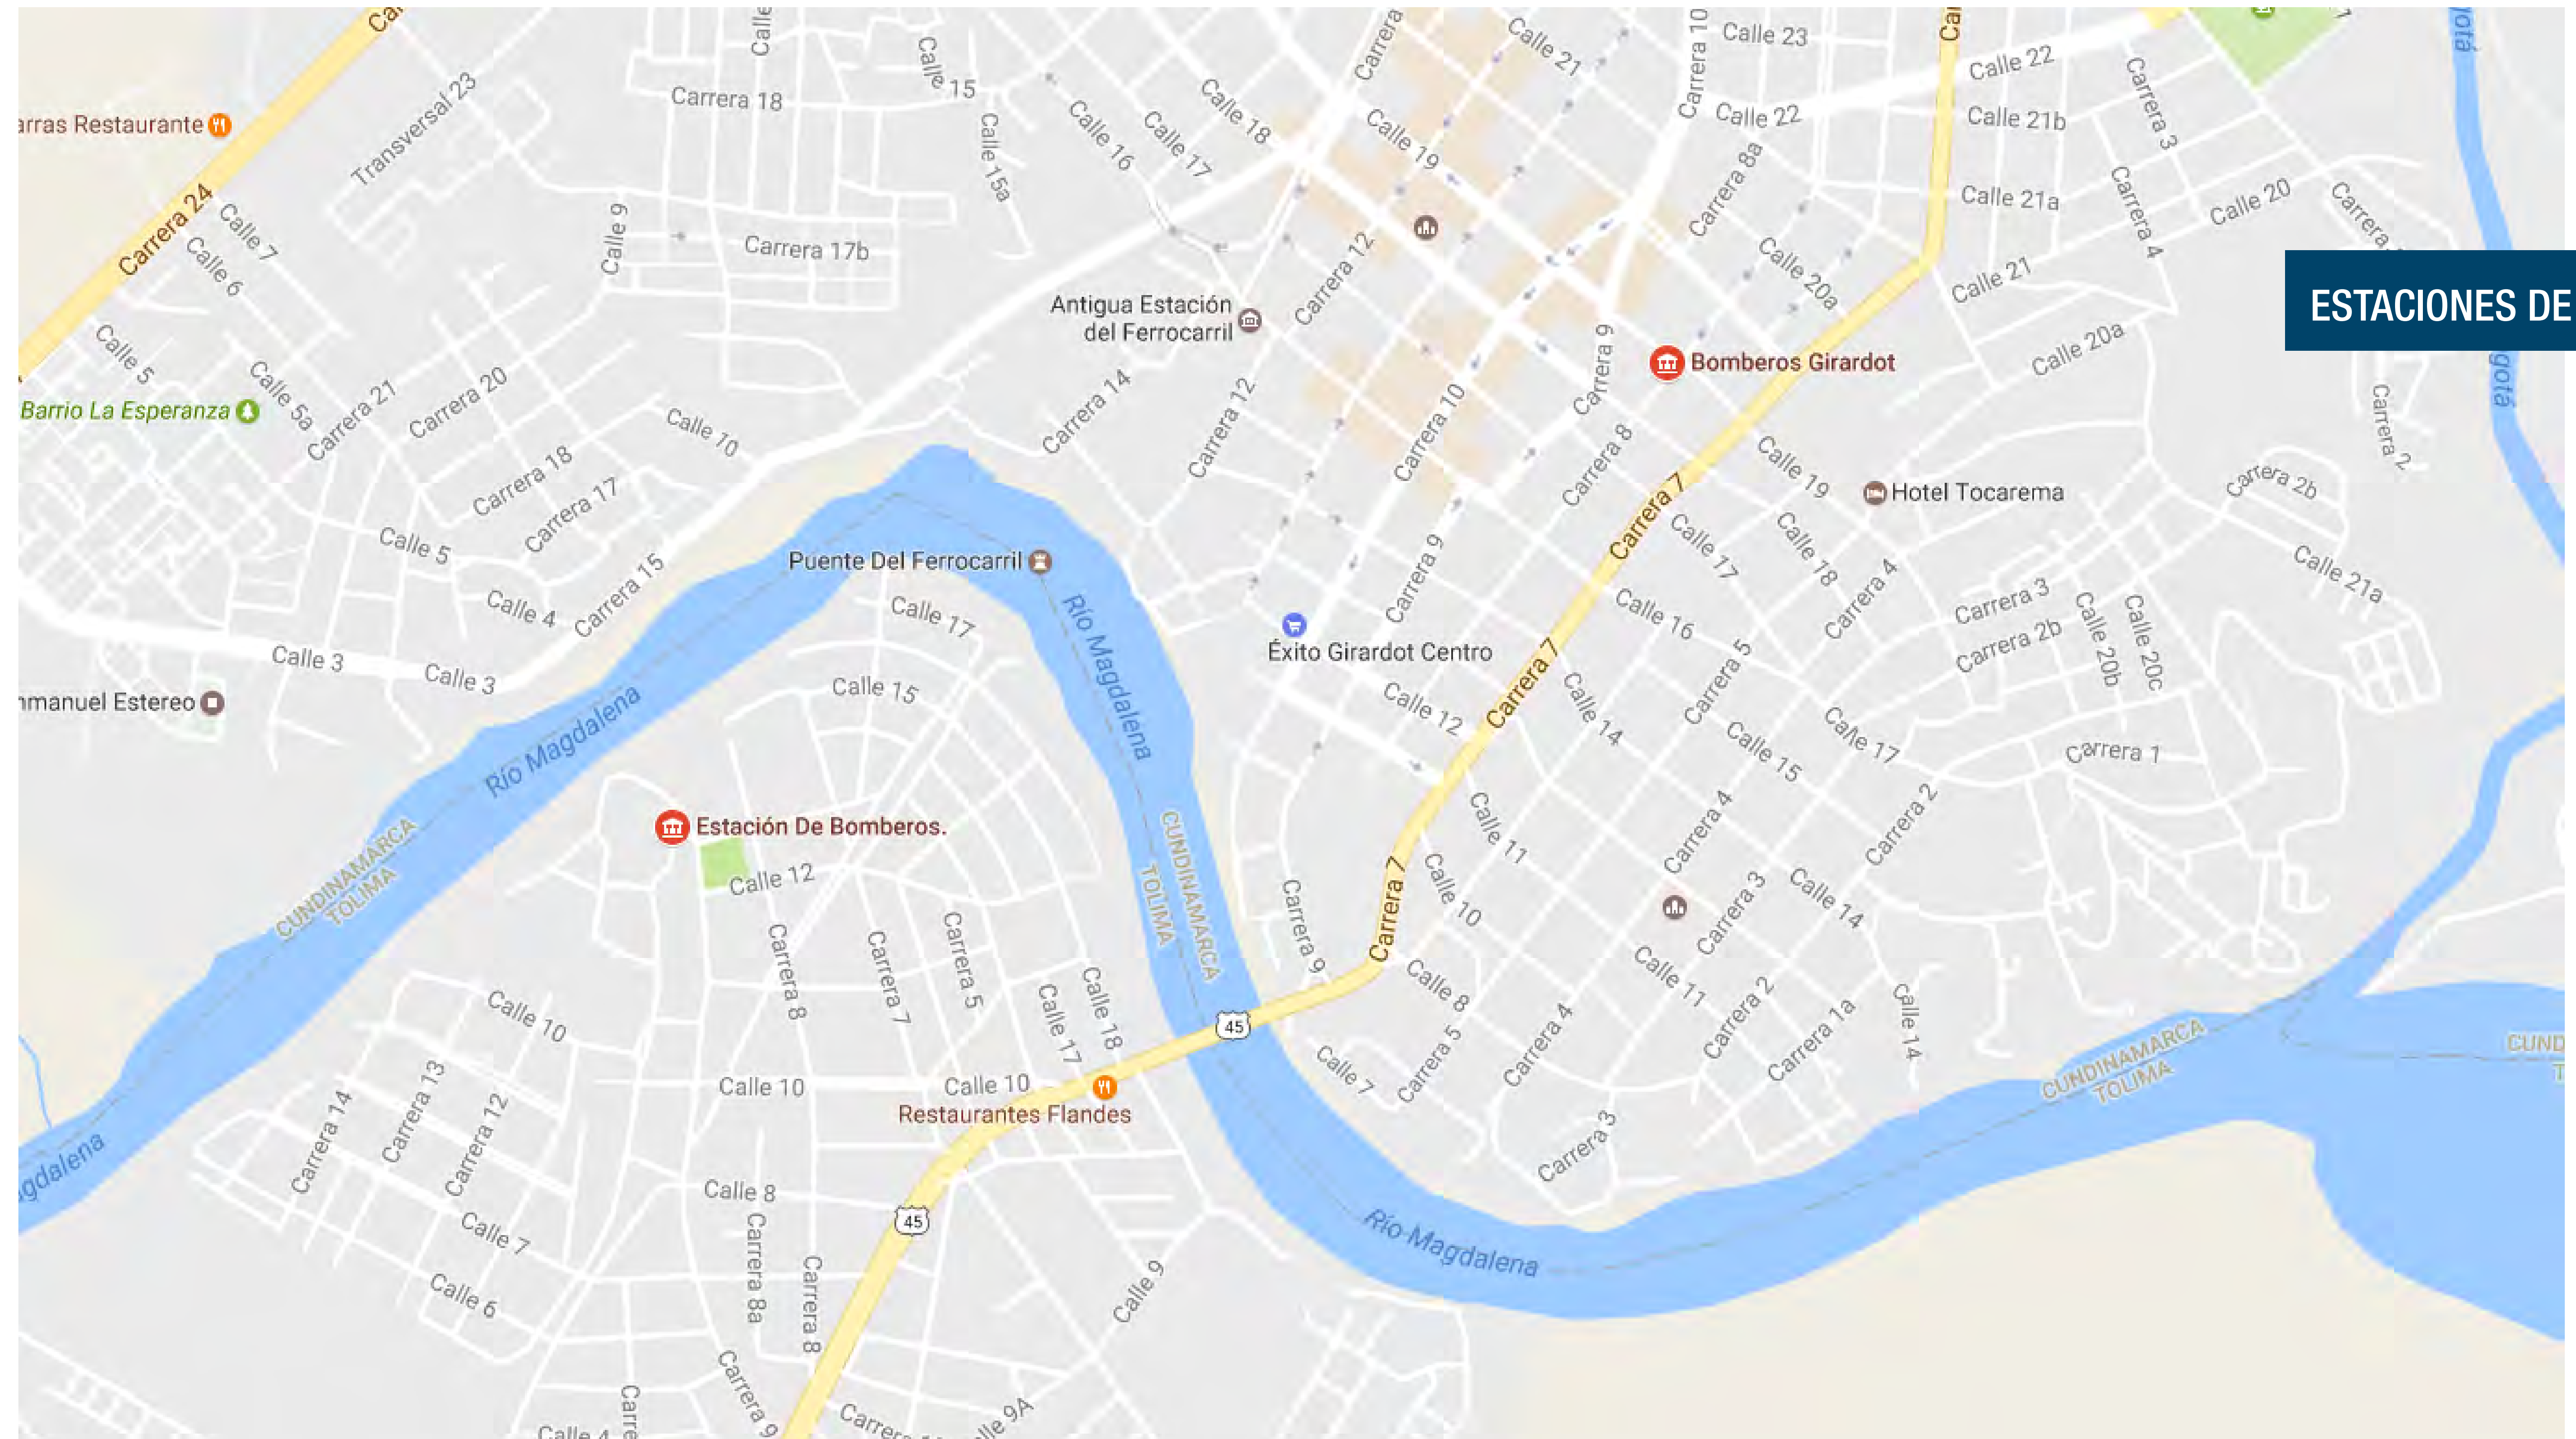 Calle
Carrera
Calle 21
Carrera 10
Calle 23
Calle 22
Carrera 3
Calle 15
Carrera 18
Transversal 23
Calle 18
Calle 16
Calle 17
Calle 19
Calle 22
Calle 21b
Calle 15a
Carrera 8a
Calle 21a
Carrera 4
Calle 20
Carrera
arras Restaurante
Carrera 24
Calle 7
Calle 6
Calle 9
Carrera 17b
Carrera 12
Calle 20a
Calle 21
ESTACIONES DE
Antigua Estación
del Ferrocarril
Calle 20a
Bomberos Girardot
Calle 5
Calle 5a
Carrera 21
Carrera 20
Barrio La Esperanza
Calle 10
Carrera 14
Carrera 12
Carrera 10
Carrera 9
Carrera 8
Carrera 2
gotá
Carrera 18
Carrera 17
Calle 19
Carrera 7
Hotel Tocarema
Carrera 2b
Calle 5
Calle 17
Calle 18
Puente Del Ferrocarril
Calle 21a
Calle 4
Carrera 15
Calle 17
Río Magdalena
Carrera 9
Calle 16
Carrera 4
Carrera 3
Carrera 2b
Calle 20b
Calle 20c
Éxito Girardot Centro
Calle 3
Calle 3
Calle 15
Calle 12
Carrera 7
Calle 14
Carrera 5
nmanuel Estereo
Río Magdalena
Calle 15
Calle 17
Carrera 1
Estación De Bomberos.
CUNDINAMARCA
TOLIMA
CUNDINAMARCA
TOLIMA
Calle 11
Carrera 4
Carrera 2
Calle 12
Carrera 7
Calle 10
Carrera 3
Calle 14
Carrera 9
Carrera 8
Carrera 7
Carrera 5
Calle 8
Calle 11
Calle 10
Calle 17
Calle 18
45
Carrera 2
Carrera 1a
Calle 14
Carrera 4
Carrera 5
Calle 7
CUNDINAMARCA
TOLIMA
CUND
T
Calle 10
Calle 10
Restaurantes Flandes
Carrera 14
Carrera 13
Carrera 12
gdalena
Carrera 3
Calle 8
45
Calle 7
Río Magdalena
Carrera 8a
Carrera 8
Calle 9
Calle 6
Carrera 9
Carre
Carrer
lle 9A
Calle 4